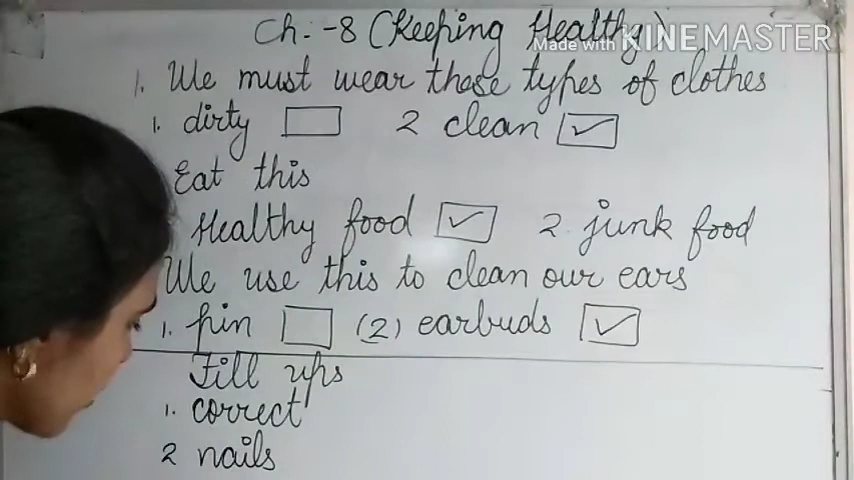 Ch:-8 (Keeping Healthy)
Made with KINEMASTER
1. We must wear these types of clothes
1. dirty 2 clean ✓
Eat this
Healthy food ✓ 2. junk food
We use this to clean our ears
1. pin (2) earbuds ✓
Fill ups
1. correct
2 nails